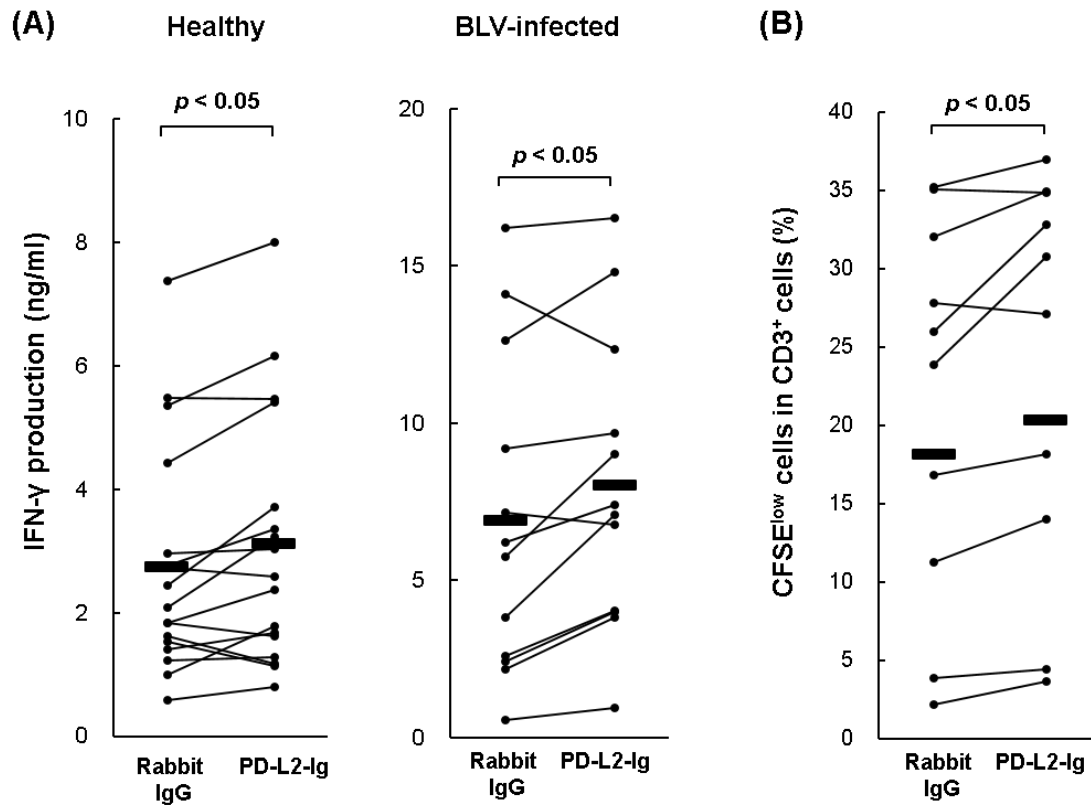 (A)
Healthy
BLV-infected
(B)
p < 0.05
p < 0.05
p < 0.05
IFN-γ production (ng/ml)
10
8
6
4
2
0
20
15
10
5
0
CFSElow cells in CD3+ cells (%)
40
35
30
25
20
15
10
5
0
Rabbit
IgG
PD-L2-Ig
Rabbit
IgG
PD-L2-Ig
Rabbit
IgG
PD-L2-Ig